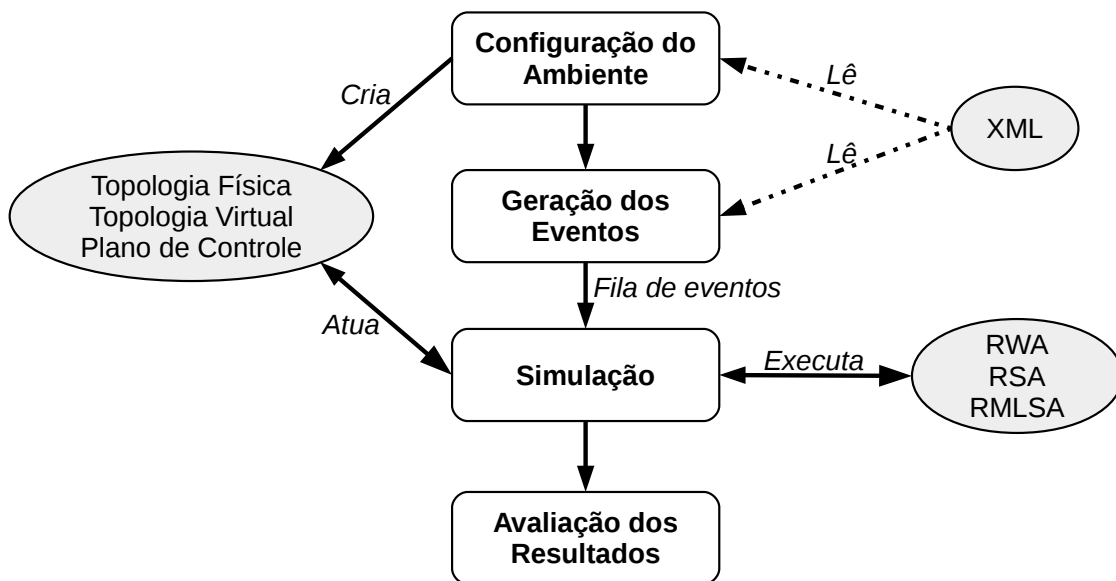 Configuração do
Ambiente
Lê
Cria
XML
Lê
Topologia Física
Topologia Virtual
Plano de Controle
Geração dos
Eventos
Fila de eventos
Atua
Simulação
Executa
RWA
RSA
RMLSA
Avaliação dos
Resultados